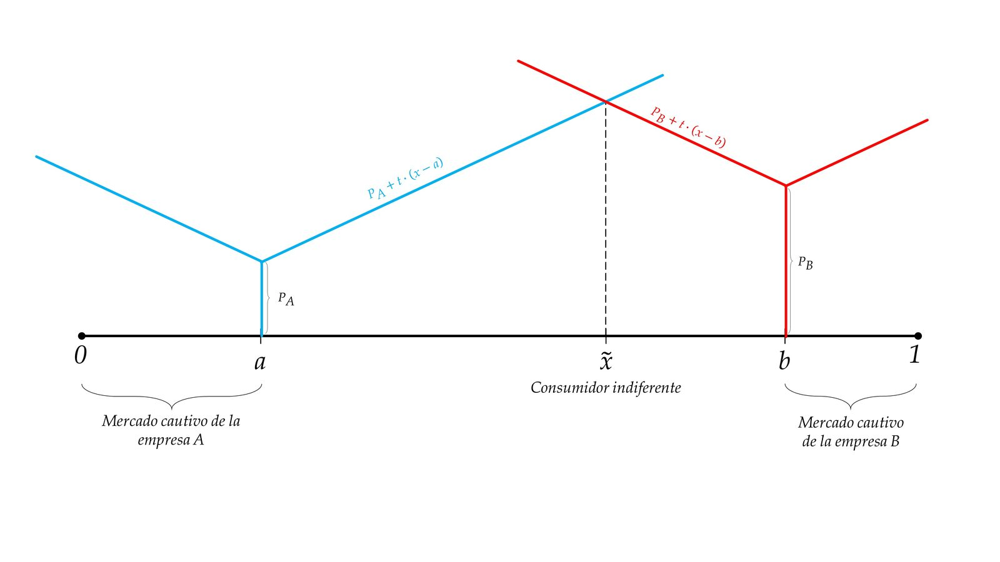 P_B + t · (x − b)
P_A + t · (x − a)
P_B
P_A
0
a
x̃
b
1
Consumidor indiferente
Mercado cautivo de la
empresa A
Mercado cautivo
de la empresa B